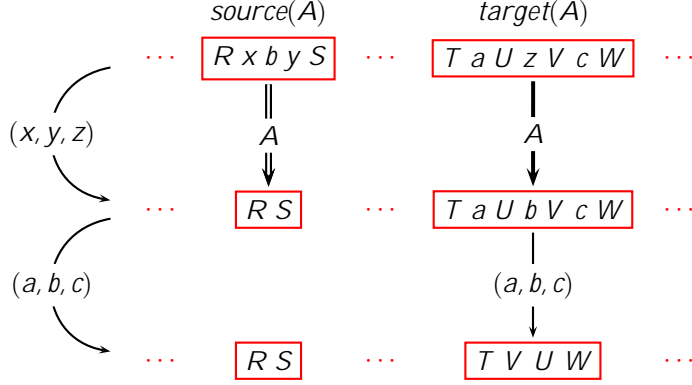 source(A) target(A)
··· R x b y S ··· T a U z V c W ···
(x, y, z) A A
··· R S ··· T a U b V c W ···
(a, b, c) (a, b, c)
··· R S ··· T V U W ···